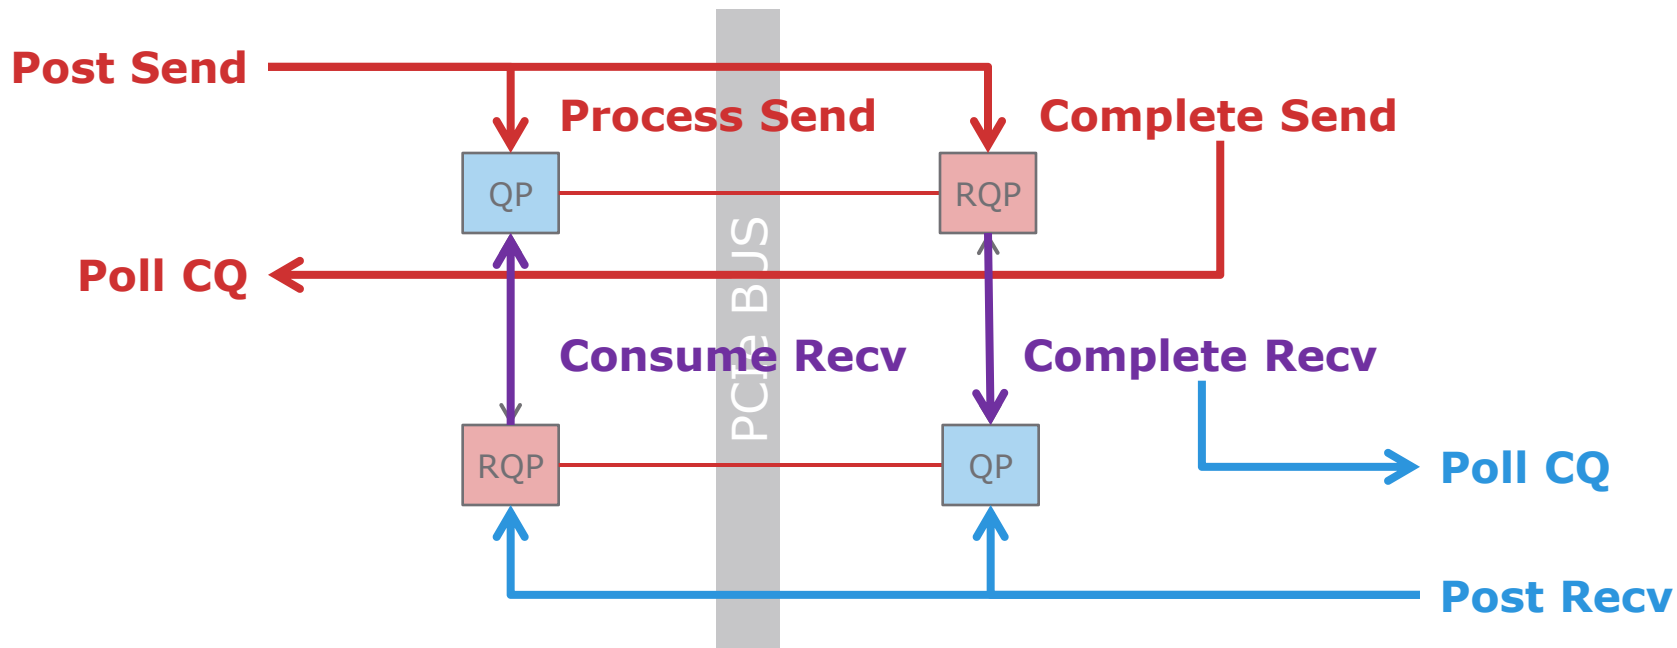 Post Send
Process Send
Complete Send
QP
RQP
Poll CQ
PCIe BUS
Consume Recv
Complete Recv
RQP
QP
Poll CQ
Post Recv